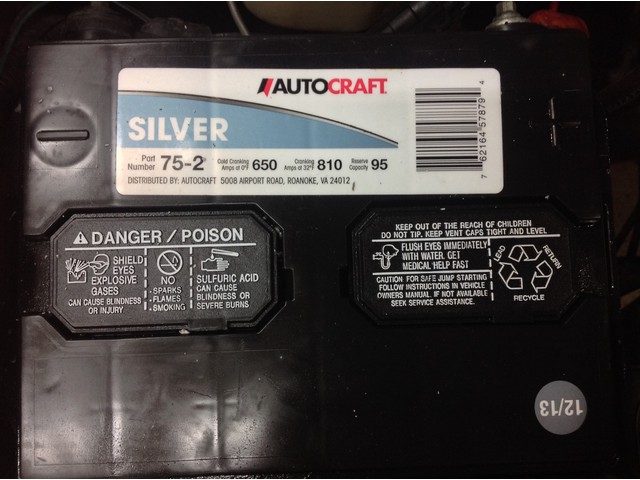 AUTOCRAFT
SILVER
Part Number 75-2 Cold Cranking Amps at 0°F 650 Cranking Amps at 32°F 810 Reserve Capacity 95
DISTRIBUTED BY: AUTOCRAFT 5008 AIRPORT ROAD, ROANOKE, VA 24012
7 62164 57879 4
DANGER / POISON
SHIELD
EYES
EXPLOSIVE
GASES
CAN CAUSE BLINDNESS
OR INJURY
NO
•SPARKS
•FLAMES
•SMOKING
SULFURIC ACID
CAN CAUSE
BLINDNESS OR
SEVERE BURNS
KEEP OUT OF THE REACH OF CHILDREN
DO NOT TIP. KEEP VENT CAPS TIGHT AND LEVEL
FLUSH EYES IMMEDIATELY
WITH WATER. GET
MEDICAL HELP FAST
CAUTION: FOR SAFE JUMP STARTING
FOLLOW INSTRUCTIONS IN VEHICLE
OWNERS MANUAL. IF NOT AVAILABLE
SEEK SERVICE ASSISTANCE.
LEAD
RETURN
RECYCLE
12/13